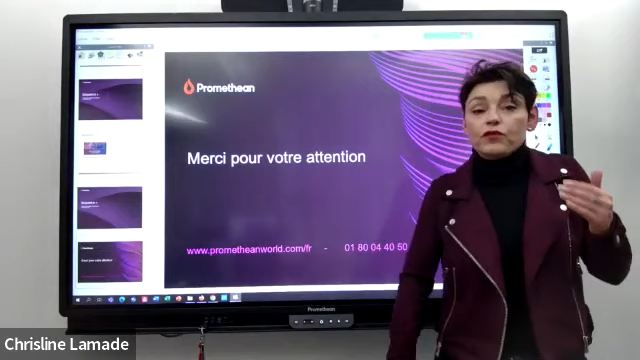 Promethean
Merci pour votre attention
www.prometheanworld.com/fr - 01 80 04 40 50
Promethean
Chrisline Lamade